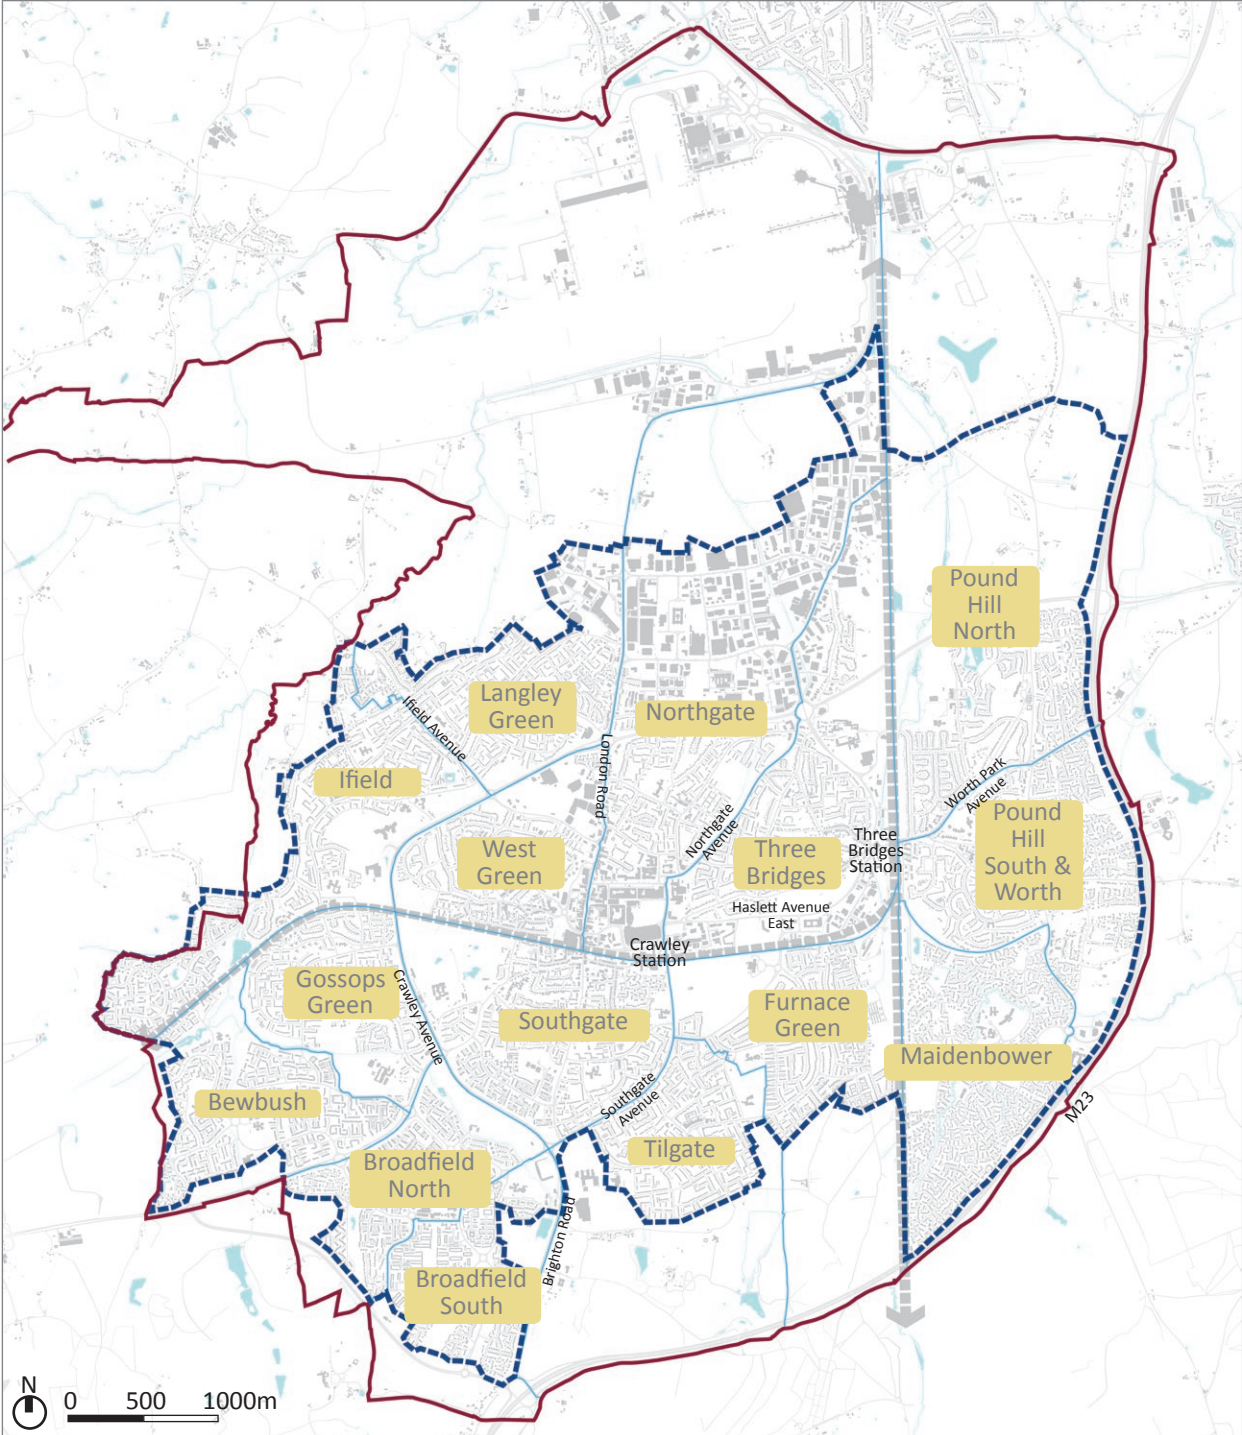 Pound
Hill
North
Langley
Green
Northgate
Ifield Avenue
London Road
Ifield
Worth Park
Avenue
Northgate
Avenue
Pound
Hill
South &
Worth
West
Green
Three
Bridges
Three
Bridges
Station
Haslett Avenue
East
Crawley
Station
Gossops
Green
Crawley Avenue
Southgate
Furnace
Green
Maidenbower
Bewbush
Southgate
Avenue
M23
Tilgate
Broadfield
North
Brighton Road
Broadfield
South
N
0 500 1000m